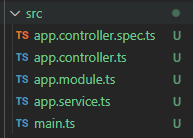 src
TS app.controller.spec.ts U
TS app.controller.ts U
TS app.module.ts U
TS app.service.ts U
TS main.ts U